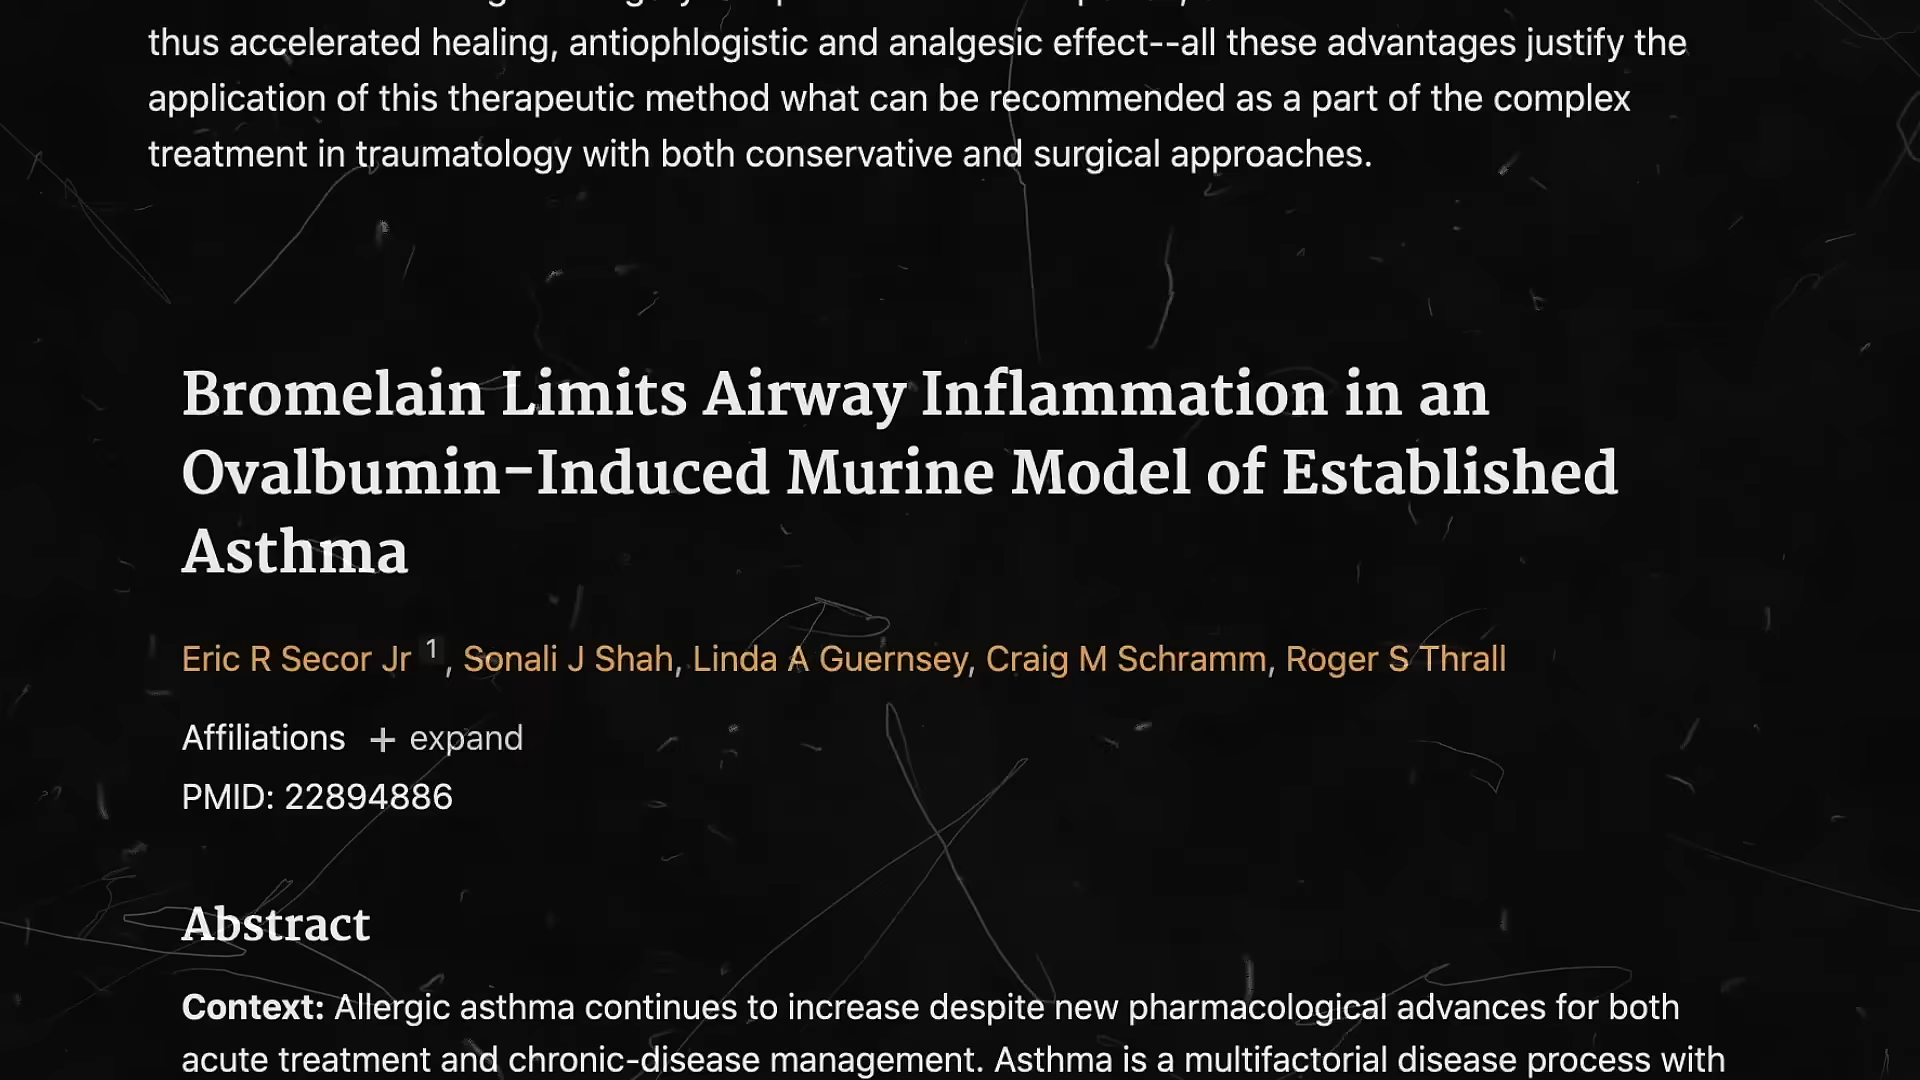 thus accelerated healing, antiophlogistic and analgesic effect--all these advantages justify the
application of this therapeutic method what can be recommended as a part of the complex
treatment in traumatology with both conservative and surgical approaches.
Bromelain Limits Airway Inflammation in an
Ovalbumin-Induced Murine Model of Established
Asthma
Eric R Secor Jr 1, Sonali J Shah, Linda A Guernsey, Craig M Schramm, Roger S Thrall
Affiliations + expand
PMID: 22894886
Abstract
Context: Allergic asthma continues to increase despite new pharmacological advances for both
acute treatment and chronic-disease management. Asthma is a multifactorial disease process with